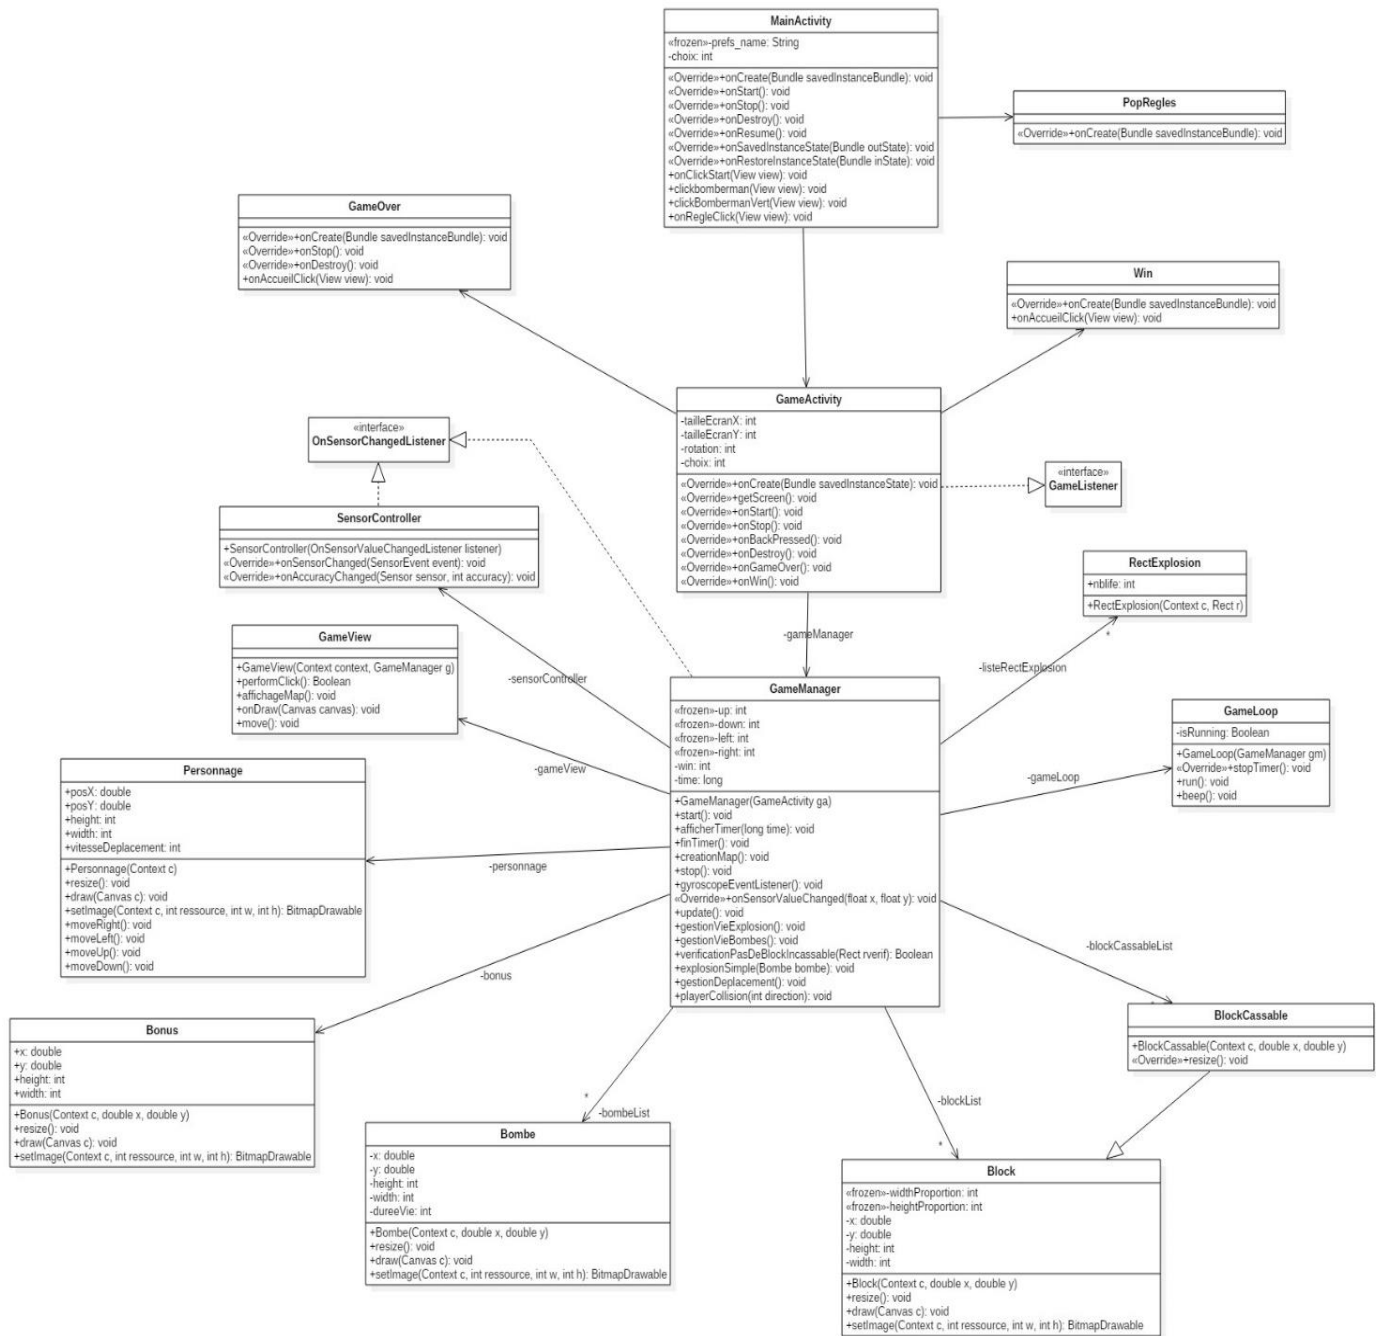 MainActivity
«frozen»-prefs_name: String
-choix: int
«Override»+onCreate(Bundle savedInstanceBundle): void
«Override»+onStart(): void
«Override»+onStop(): void
«Override»+onDestroy(): void
«Override»+onResume(): void
«Override»+onSavedInstanceState(Bundle outState): void
«Override»+onRestoreInstanceState(Bundle inState): void
+onClickStart(View view): void
+clickbomberman(View view): void
+clickBombermanVert(View view): void
+onRegleClick(View view): void
PopRegles
«Override»+onCreate(Bundle savedInstanceBundle): void
GameOver
«Override»+onCreate(Bundle savedInstanceBundle): void
«Override»+onStop(): void
«Override»+onDestroy(): void
+onAccueilClick(View view): void
Win
«Override»+onCreate(Bundle savedInstanceBundle): void
+onAccueilClick(View view): void
GameActivity
-tailleEcranX: int
-tailleEcranY: int
-rotation: int
-choix: int
«Override»+onCreate(Bundle savedInstanceState): void
«Override»+getScreen(): void
«Override»+onStart(): void
«Override»+onStop(): void
«Override»+onBackPressed(): void
«Override»+onDestroy(): void
«Override»+onGameOver(): void
«Override»+onWin(): void
«interface»
OnSensorChangedListener
«interface»
GameListener
SensorController
+SensorController(OnSensorValueChangedListener listener)
«Override»+onSensorChanged(SensorEvent event): void
«Override»+onAccuracyChanged(Sensor sensor, int accuracy): void
RectExplosion
+nblife: int
+RectExplosion(Context c, Rect r)
*
-gameManager
-listeRectExplosion
-sensorController
GameView
+GameView(Context context, GameManager g)
+performClick(): Boolean
+affichageMap(): void
+onDraw(Canvas canvas): void
+move(): void
GameManager
«frozen»-up: int
«frozen»-down: int
«frozen»-left: int
«frozen»-right: int
-win: int
-time: long
+GameManager(GameActivity ga)
+start(): void
+afficherTimer(long time): void
+finTimer(): void
+creationMap(): void
+stop(): void
+gyroscopeEventListener(): void
«Override»+onSensorValueChanged(float x, float y): void
+update(): void
+gestionVieExplosion(): void
+gestionVieBombes(): void
+verificationPasDeBlockIncassable(Rect rverif): Boolean
+explosionSimple(Bombe bombe): void
+gestionDeplacement(): void
+playerCollision(int direction): void
GameLoop
-isRunning: Boolean
+GameLoop(GameManager gm)
«Override»+stopTimer(): void
+run(): void
+beep(): void
-gameView
-gameLoop
Personnage
+posX: double
+posY: double
+height: int
+width: int
+vitesseDeplacement: int
+Personnage(Context c)
+resize(): void
+draw(Canvas c): void
+setImage(Context c, int ressource, int w, int h): BitmapDrawable
+moveRight(): void
+moveLeft(): void
+moveUp(): void
+moveDown(): void
-personnage
-bonus
-blockCassableList
*
Bonus
+x: double
+y: double
+height: int
+width: int
+Bonus(Context c, double x, double y)
+resize(): void
+draw(Canvas c): void
+setImage(Context c, int ressource, int w, int h): BitmapDrawable
BlockCassable
+BlockCassable(Context c, double x, double y)
«Override»+resize(): void
*
-bombeList
-blockList
*
Bombe
-x: double
-y: double
-height: int
-width: int
-dureeVie: int
+Bombe(Context c, double x, double y)
+resize(): void
+draw(Canvas c): void
+setImage(Context c, int ressource, int w, int h): BitmapDrawable
Block
«frozen»-widthProportion: int
«frozen»-heightProportion: int
-x: double
-y: double
-height: int
-width: int
+Block(Context c, double x, double y)
+resize(): void
+draw(Canvas c): void
+setImage(Context c, int ressource, int w, int h): BitmapDrawable